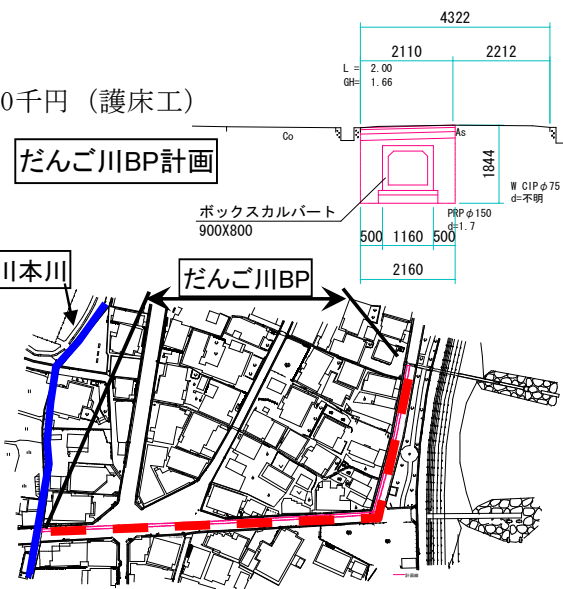 4322
2110
2212
L = 2.00
GH= 1.66
0千円（護床工）
Co
As
だんご川BP計画
1844
W CIPφ75
d=不明
ボックスカルバート
900X800
PRPφ150
d=1.7
500
1160
500
2160
川本川
だんご川BP